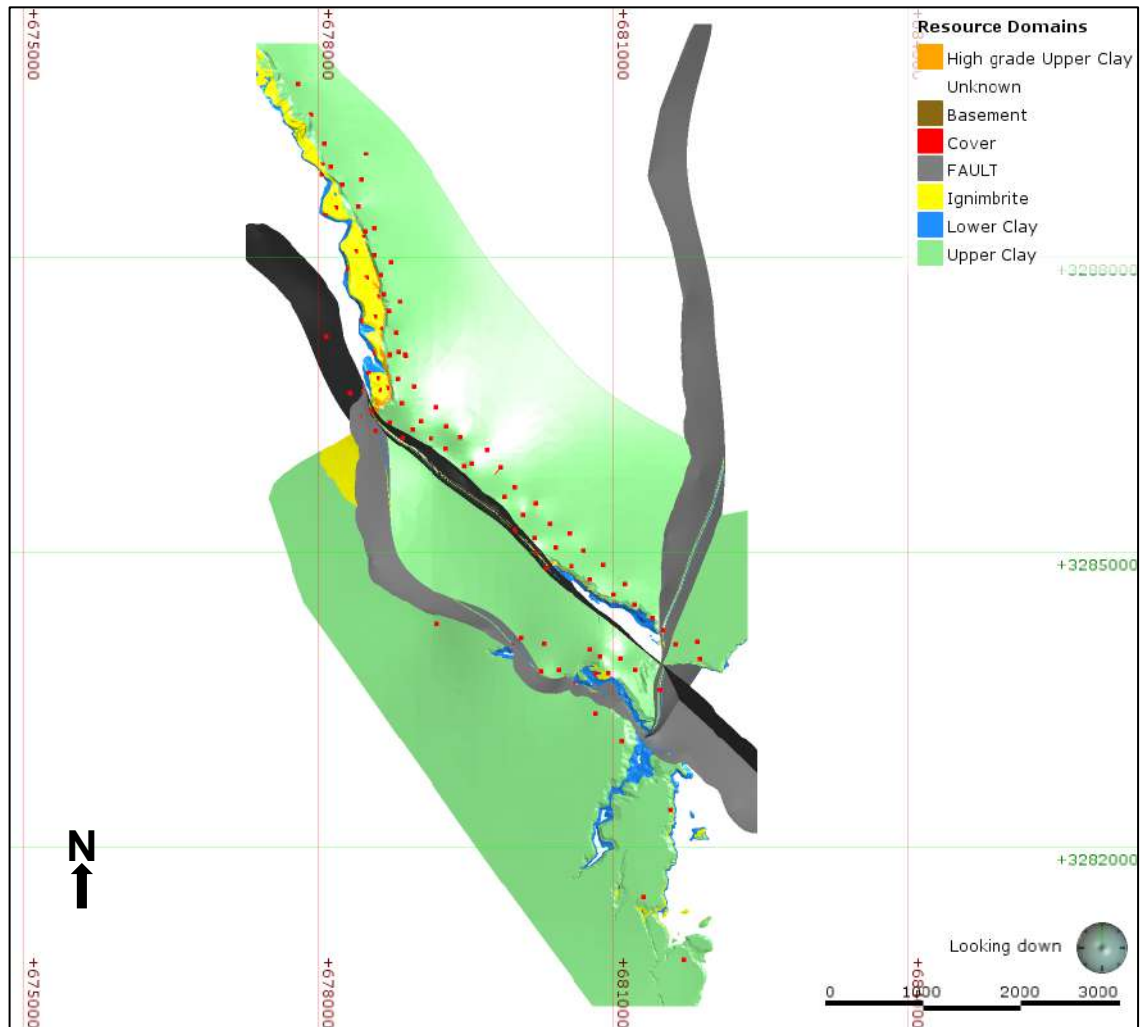 +675000
+678000
+681000
Resource Domains
High grade Upper Clay
Unknown
Basement
Cover
FAULT
Ignimbrite
Lower Clay
Upper Clay
+3288000
+3285000
+3282000
N
Looking down
0 1000 2000 3000
+675000
+678000
+681000